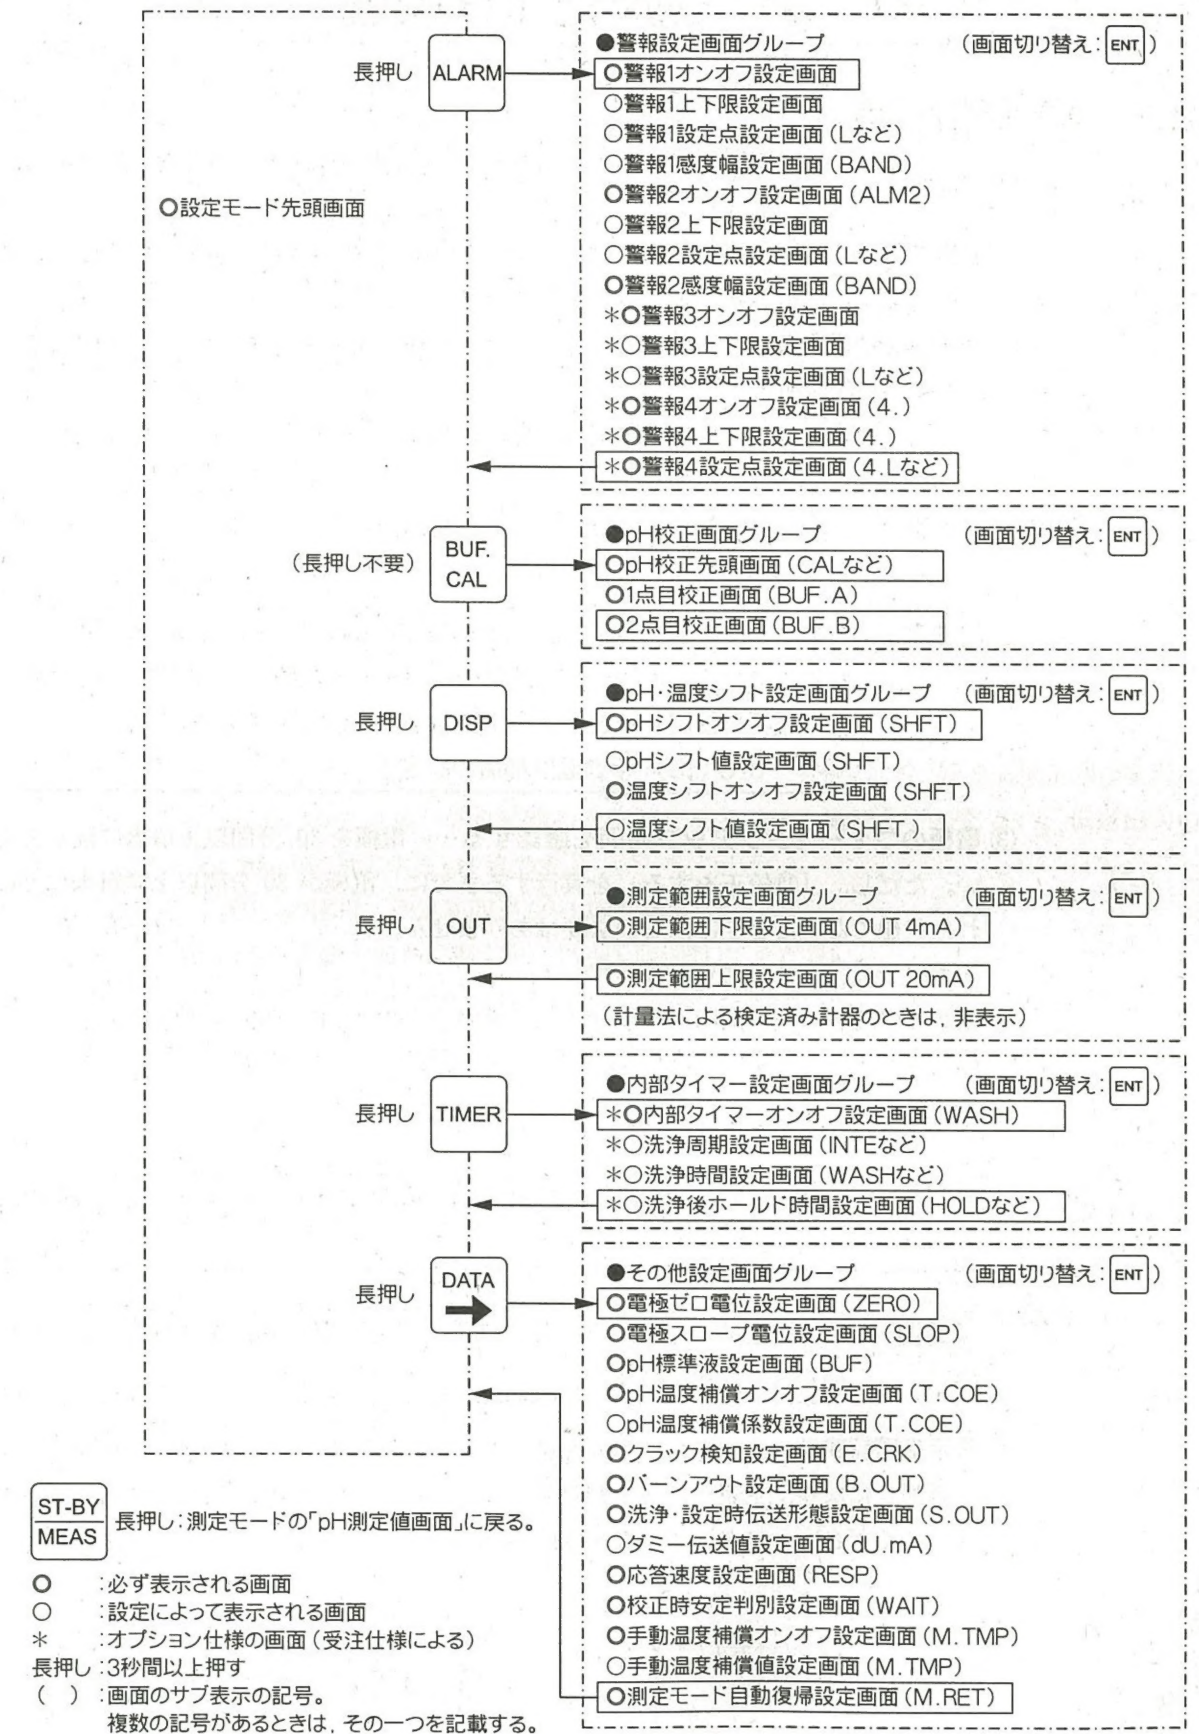 ●警報設定画面グループ (画面切り替え:ENT)
長押し ALARM
○警報1オンオフ設定画面
○警報1上下限設定画面
○警報1設定点設定画面(Lなど)
○警報1感度幅設定画面(BAND)
○警報2オンオフ設定画面(ALM2)
○設定モード先頭画面
○警報2上下限設定画面
○警報2設定点設定画面(Lなど)
○警報2感度幅設定画面(BAND)
*○警報3オンオフ設定画面
*○警報3上下限設定画面
*○警報3設定点設定画面(Lなど)
*○警報4オンオフ設定画面(4.)
*○警報4上下限設定画面(4.)
*○警報4設定点設定画面(4.Lなど)
●pH校正画面グループ (画面切り替え:ENT)
(長押し不要) BUF.
CAL
○pH校正先頭画面(CALなど)
○1点目校正画面(BUF.A)
○2点目校正画面(BUF.B)
●pH・温度シフト設定画面グループ (画面切り替え:ENT)
長押し DISP
○pHシフトオンオフ設定画面(SHFT)
○pHシフト値設定画面(SHFT)
○温度シフトオンオフ設定画面(SHFT)
○温度シフト値設定画面(SHFT)
●測定範囲設定画面グループ (画面切り替え:ENT)
長押し OUT
○測定範囲下限設定画面(OUT 4mA)
○測定範囲上限設定画面(OUT 20mA)
(計量法による検定済み計器のときは,非表示)
●内部タイマー設定画面グループ (画面切り替え:ENT)
長押し TIMER
*○内部タイマーオンオフ設定画面(WASH)
*○洗浄周期設定画面(INTEなど)
*○洗浄時間設定画面(WASHなど)
*○洗浄後ホールド時間設定画面(HOLDなど)
●その他設定画面グループ (画面切り替え:ENT)
長押し DATA
○電極ゼロ電位設定画面(ZERO)
○電極スロープ電位設定画面(SLOP)
○pH標準液設定画面(BUF)
○pH温度補償オンオフ設定画面(T.COE)
○pH温度補償係数設定画面(T.COE)
○クラック検知設定画面(E.CRK)
○バーンアウト設定画面(B.OUT)
○洗浄・設定時伝送形態設定画面(S.OUT)
○ダミー伝送値設定画面(dU.mA)
○応答速度設定画面(RESP)
○校正時安定判別設定画面(WAIT)
○手動温度補償オンオフ設定画面(M.TMP)
○手動温度補償値設定画面(M.TMP)
○測定モード自動復帰設定画面(M.RET)
ST-BY
MEAS
長押し:測定モードの「pH測定値画面」に戻る。
○ :必ず表示される画面
○ :設定によって表示される画面
* :オプション仕様の画面(受注仕様による)
長押し:3秒間以上押す
( ) :画面のサブ表示の記号。
複数の記号があるときは,その一つを記載する。